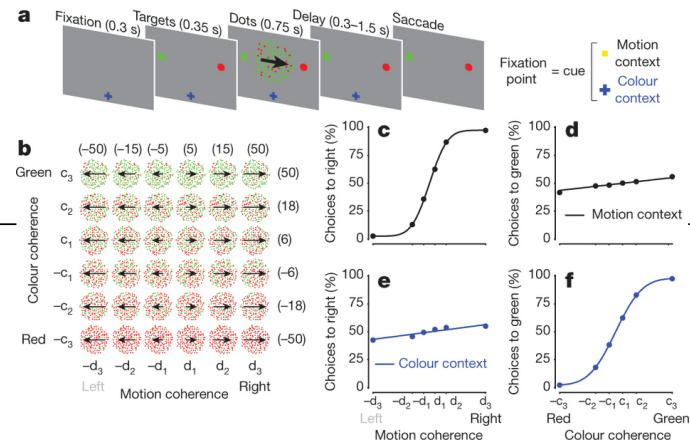 a
Fixation (0.3 s)
Targets (0.35 s)
Dots (0.75 s)
Delay (0.3–1.5 s)
Saccade
Fixation point = cue
Motion context
Colour context
b
(−50) (−15) (−5) (5) (15) (50)
Green c3 (50)
c2 (18)
c1 (6)
−c1 (−6)
−c2 (−18)
Red −c3 (−50)
Colour coherence
−d3 −d2 −d1 d1 d2 d3
Left Right
Motion coherence
c
Choices to right (%)
100
75
50
25
0
d
Choices to green (%)
100
75
50
25
0
Motion context
e
Choices to right (%)
100
75
50
25
0
Colour context
−d3 −d2 −d1 d1 d2 d3
Left Right
Motion coherence
f
Choices to green (%)
100
75
50
25
0
−c3 −c2 −c1 c1 c2 c3
Red Green
Colour coherence